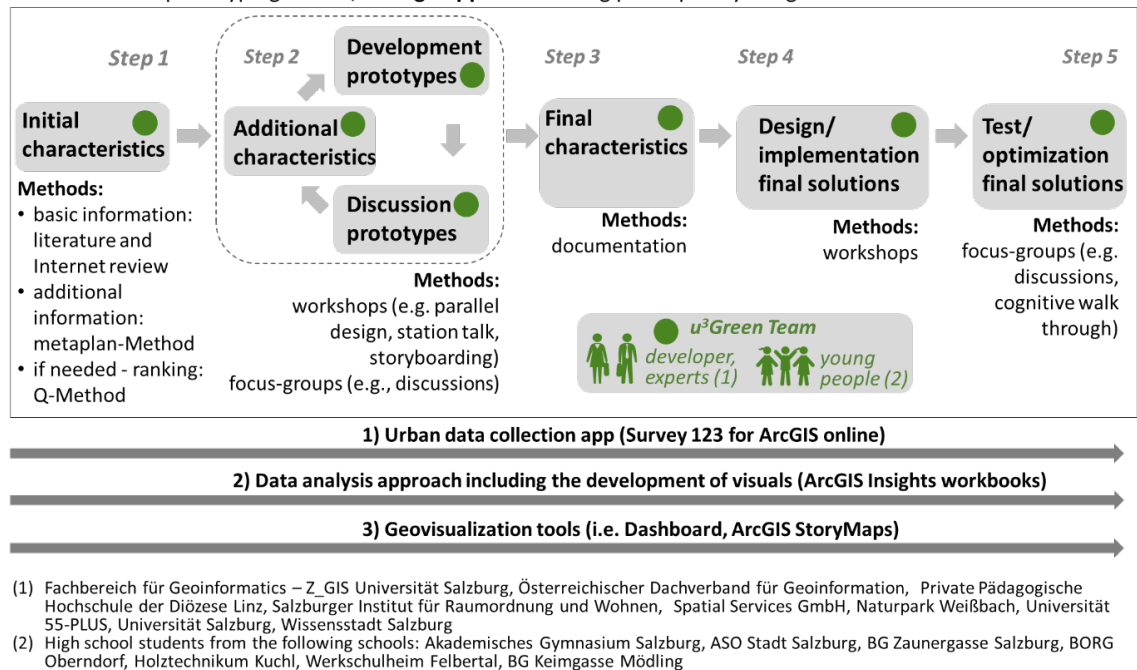 Step 1
Initial
characteristics
Methods:
• basic information:
literature and
Internet review
• additional
information:
metaplan-Method
• if needed - ranking:
Q-Method
Step 2
Development
prototypes
Additional
characteristics
Discussion
prototypes
Methods:
workshops (e.g. parallel
design, station talk,
storyboarding)
focus-groups (e.g., discussions)
Step 3
Final
characteristics
Methods:
documentation
Step 4
Design/
implementation
final solutions
Methods:
workshops
Step 5
Test/
optimization
final solutions
Methods:
focus-groups (e.g.
discussions,
cognitive walk
through)
u³Green Team
developer,
experts (1)
young
people (2)
1) Urban data collection app (Survey 123 for ArcGIS online)
2) Data analysis approach including the development of visuals (ArcGIS Insights workbooks)
3) Geovisualization tools (i.e. Dashboard, ArcGIS StoryMaps)
(1) Fachbereich für Geoinformatics – Z_GIS Universität Salzburg, Österreichischer Dachverband für Geoinformation, Private Pädagogische
Hochschule der Diözese Linz, Salzburger Institut für Raumordnung und Wohnen, Spatial Services GmbH, Naturpark Weißbach, Universität
55-PLUS, Universität Salzburg, Wissensstadt Salzburg
(2) High school students from the following schools: Akademisches Gymnasium Salzburg, ASO Stadt Salzburg, BG Zaunergasse Salzburg, BORG
Oberndorf, Holztechnikum Kuchl, Werkschulheim Felbertal, BG Keimgasse Mödling